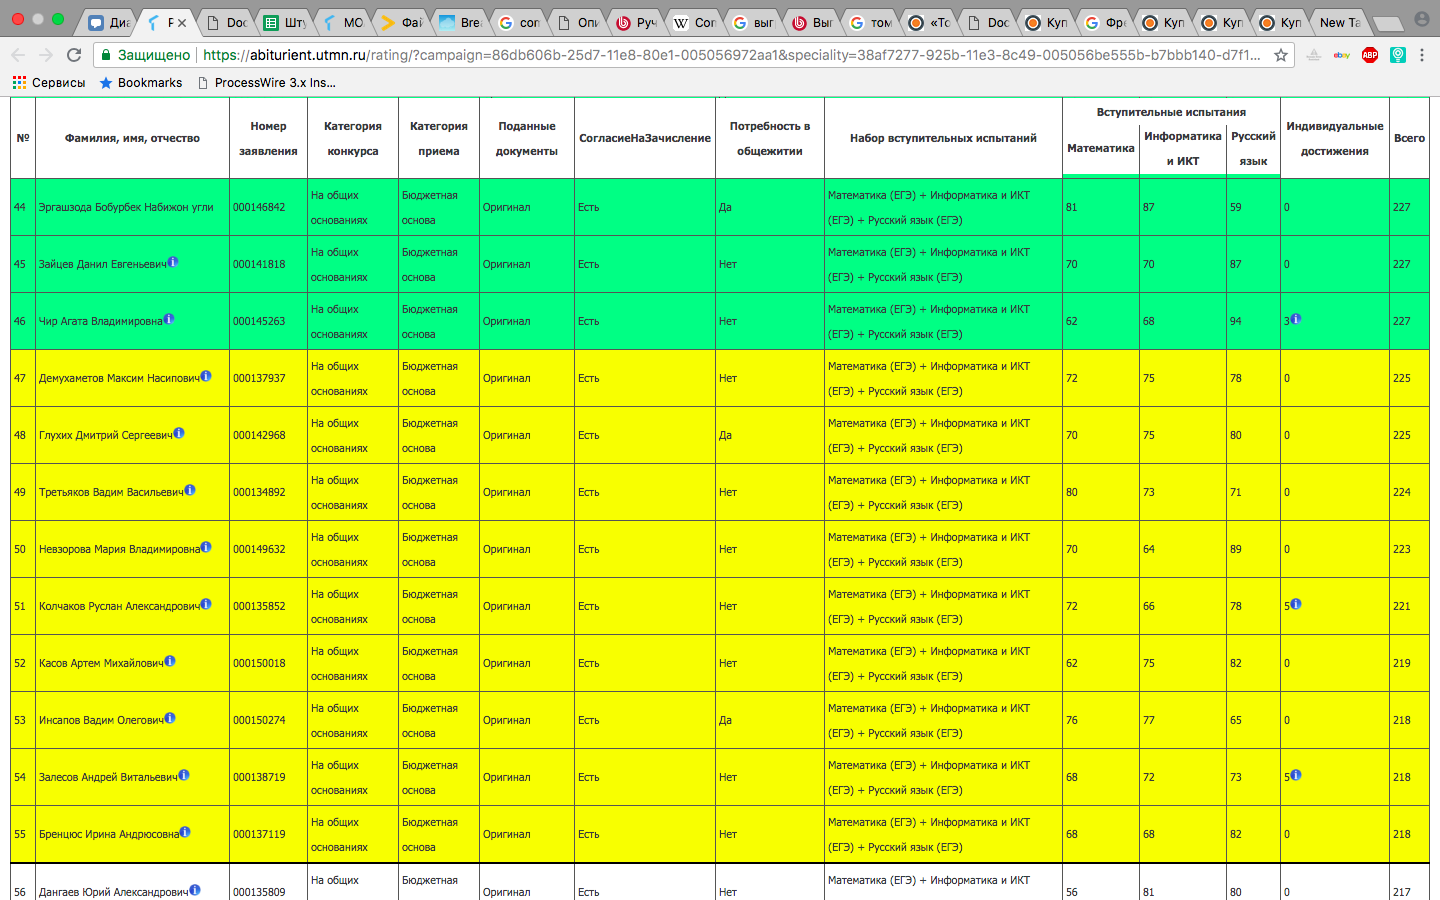 Диа
Р
Doc
Шту
МО
Фай
Brea
con
Опи
Руч
Con
выг
Выг
том
«То
Doc
Куп
Фре
Куп
Куп
Куп
New Ta
Защищено https://abiturient.utmn.ru/rating/?campaign=86db606b-25d7-11e8-80e1-005056972aa1&speciality=38af7277-925b-11e3-8c49-005056be555b-b7bbb140-d7f1...
ebay
ABP
Сервисы Bookmarks ProcessWire 3.x Ins...
№ Фамилия, имя, отчество Номер заявления Категория конкурса Категория приема Поданные документы СогласиеНаЗачисление Потребность в общежитии Набор вступительных испытаний Вступительные испытания Математика Информатика и ИКТ Русский язык Индивидуальные достижения Всего
44 Эргашзода Бобурбек Набижон угли 000146842 На общих основаниях Бюджетная основа Оригинал Есть Да Математика (ЕГЭ) + Информатика и ИКТ (ЕГЭ) + Русский язык (ЕГЭ) 81 87 59 0 227
45 Зайцев Данил Евгеньевич 000141818 На общих основаниях Бюджетная основа Оригинал Есть Нет Математика (ЕГЭ) + Информатика и ИКТ (ЕГЭ) + Русский язык (ЕГЭ) 70 70 87 0 227
46 Чир Агата Владимировна 000145263 На общих основаниях Бюджетная основа Оригинал Есть Нет Математика (ЕГЭ) + Информатика и ИКТ (ЕГЭ) + Русский язык (ЕГЭ) 62 68 94 3 227
47 Демухаметов Максим Насипович 000137937 На общих основаниях Бюджетная основа Оригинал Есть Нет Математика (ЕГЭ) + Информатика и ИКТ (ЕГЭ) + Русский язык (ЕГЭ) 72 75 78 0 225
48 Глухих Дмитрий Сергеевич 000142968 На общих основаниях Бюджетная основа Оригинал Есть Да Математика (ЕГЭ) + Информатика и ИКТ (ЕГЭ) + Русский язык (ЕГЭ) 70 75 80 0 225
49 Третьяков Вадим Васильевич 000134892 На общих основаниях Бюджетная основа Оригинал Есть Нет Математика (ЕГЭ) + Информатика и ИКТ (ЕГЭ) + Русский язык (ЕГЭ) 80 73 71 0 224
50 Невзорова Мария Владимировна 000149632 На общих основаниях Бюджетная основа Оригинал Есть Нет Математика (ЕГЭ) + Информатика и ИКТ (ЕГЭ) + Русский язык (ЕГЭ) 70 64 89 0 223
51 Колчаков Руслан Александрович 000135852 На общих основаниях Бюджетная основа Оригинал Есть Нет Математика (ЕГЭ) + Информатика и ИКТ (ЕГЭ) + Русский язык (ЕГЭ) 72 66 78 5 221
52 Касов Артем Михайлович 000150018 На общих основаниях Бюджетная основа Оригинал Есть Нет Математика (ЕГЭ) + Информатика и ИКТ (ЕГЭ) + Русский язык (ЕГЭ) 62 75 82 0 219
53 Инсапов Вадим Олегович 000150274 На общих основаниях Бюджетная основа Оригинал Есть Да Математика (ЕГЭ) + Информатика и ИКТ (ЕГЭ) + Русский язык (ЕГЭ) 76 77 65 0 218
54 Залесов Андрей Витальевич 000138719 На общих основаниях Бюджетная основа Оригинал Есть Нет Математика (ЕГЭ) + Информатика и ИКТ (ЕГЭ) + Русский язык (ЕГЭ) 68 72 73 5 218
55 Бренцюс Ирина Андрюсовна 000137119 На общих основаниях Бюджетная основа Оригинал Есть Нет Математика (ЕГЭ) + Информатика и ИКТ (ЕГЭ) + Русский язык (ЕГЭ) 68 68 82 0 218
56 Дангаев Юрий Александрович 000135809 На общих Бюджетная Оригинал Есть Нет Математика (ЕГЭ) + Информатика и ИКТ 56 81 80 0 217